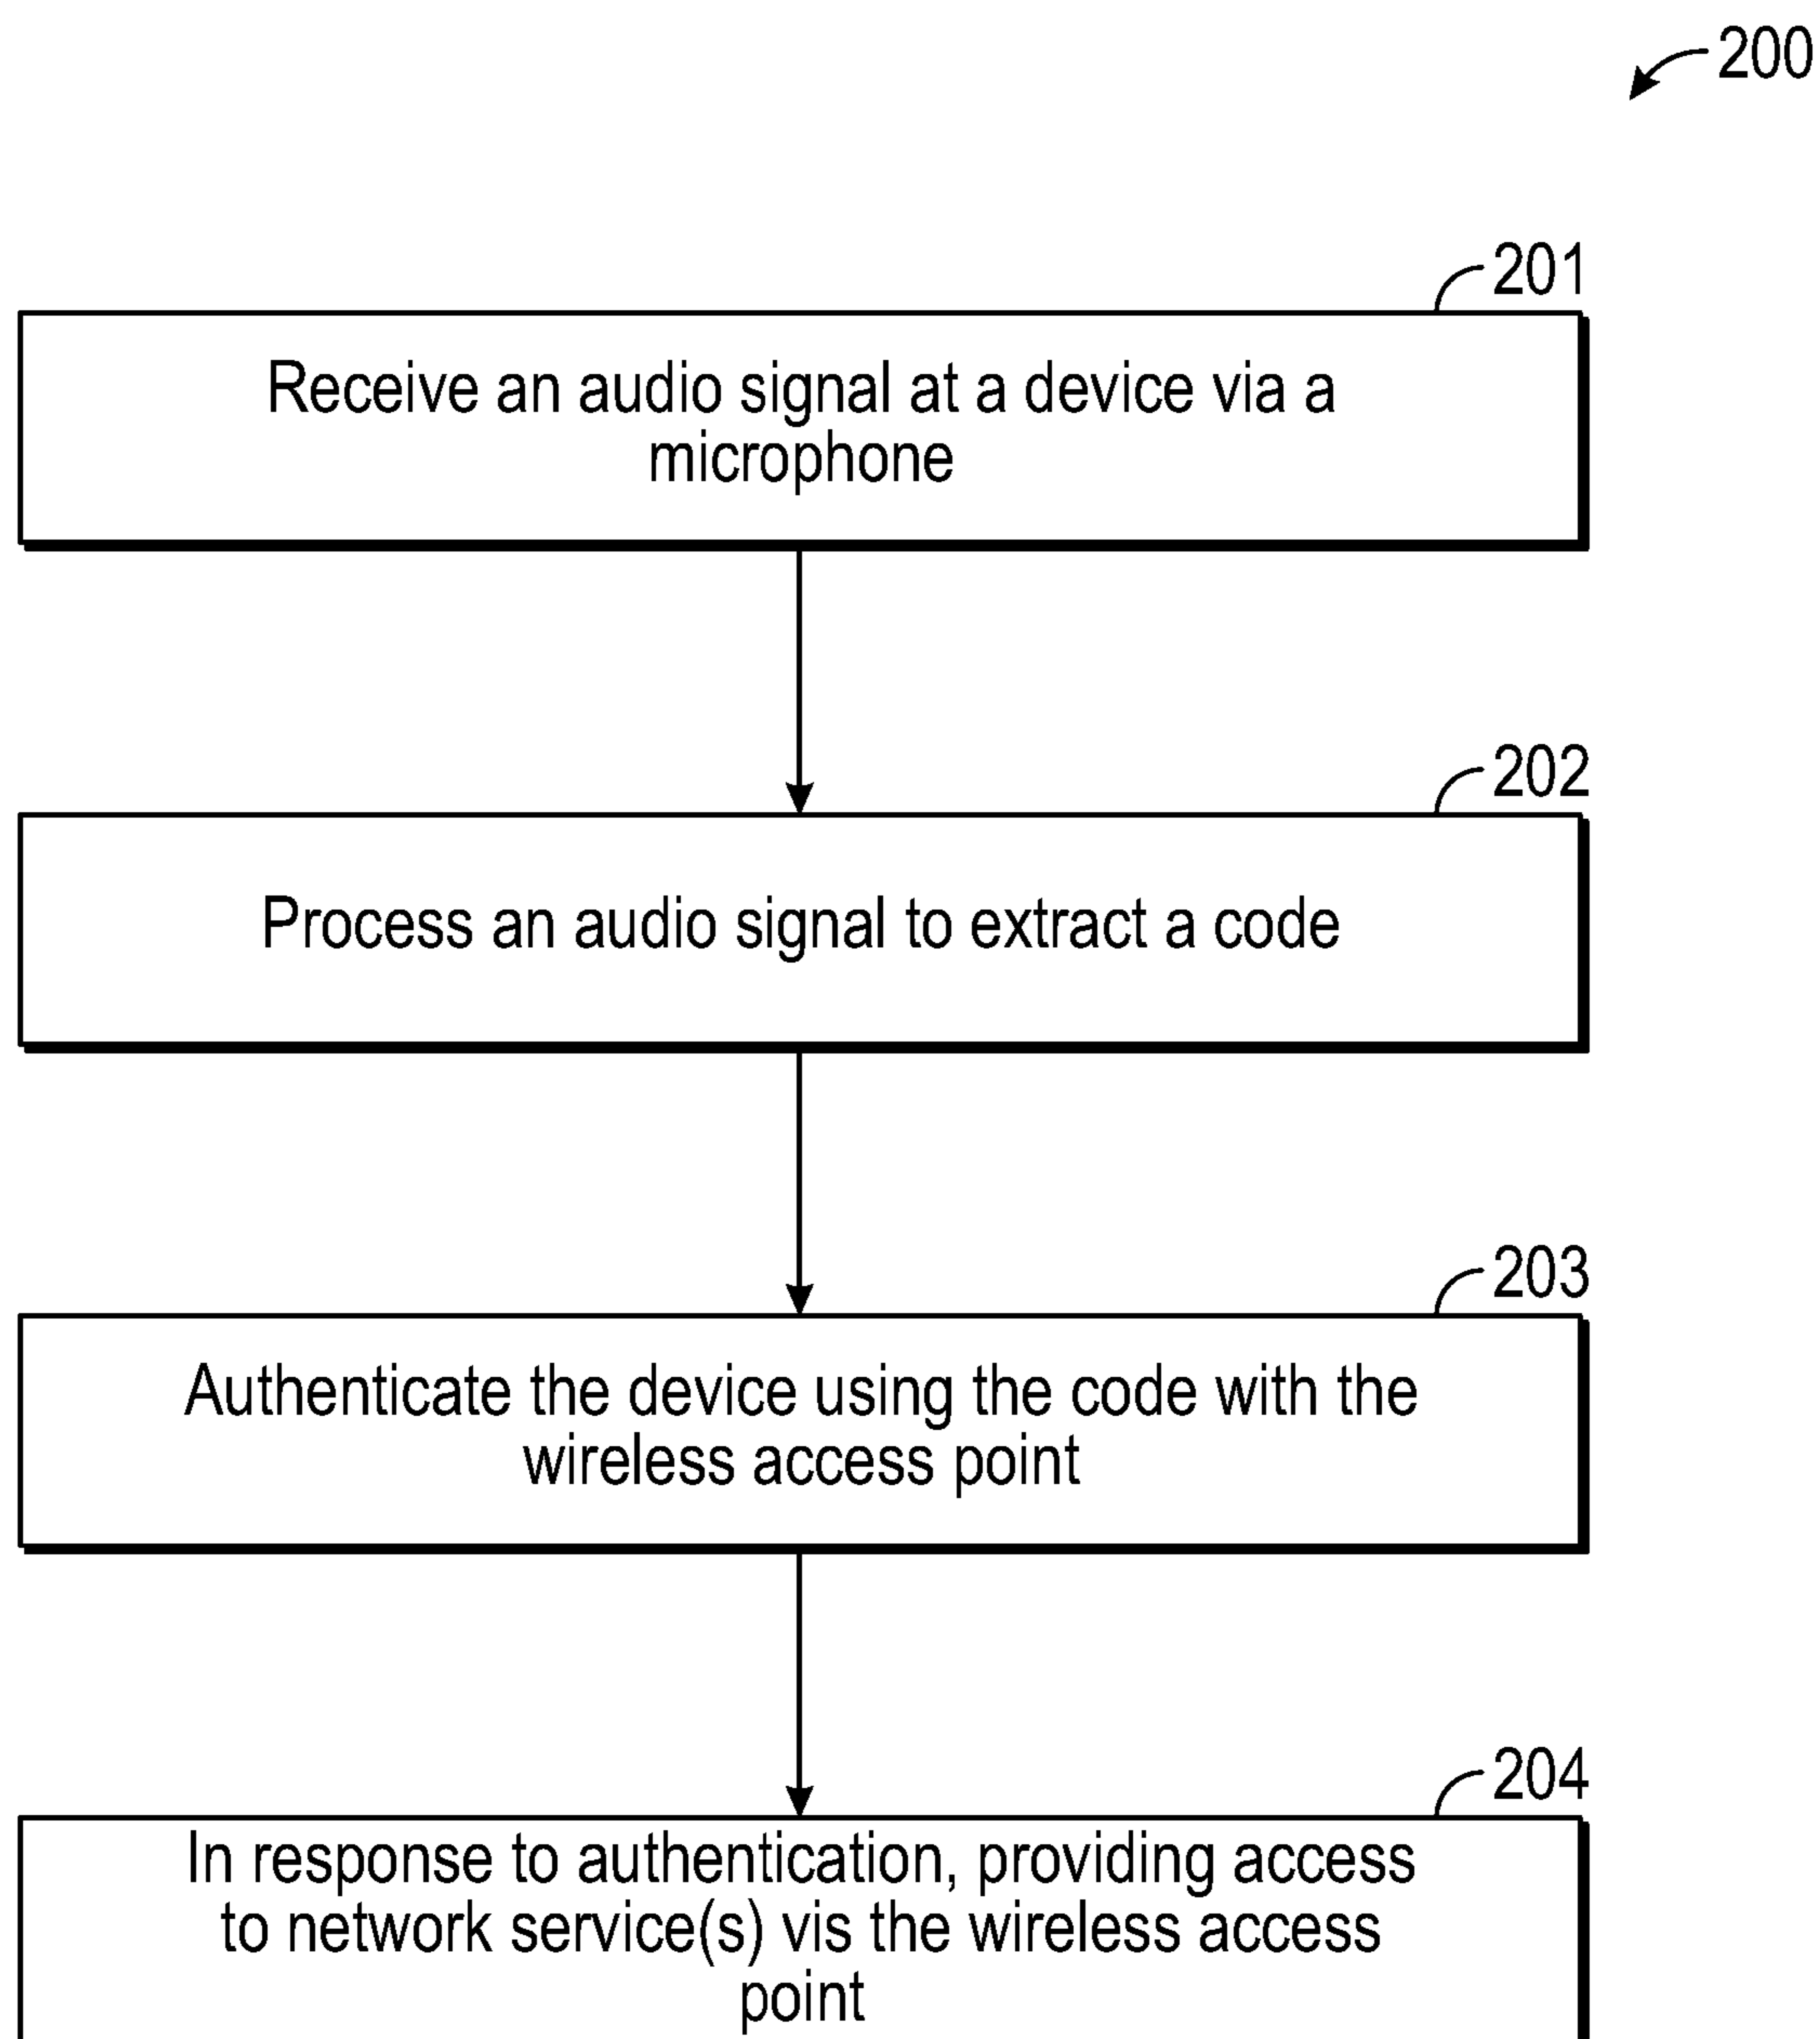 200
201
Receive an audio signal at a device via a
microphone
202
Process an audio signal to extract a code
203
Authenticate the device using the code with the
wireless access point
204
In response to authentication, providing access
to network service(s) vis the wireless access
point